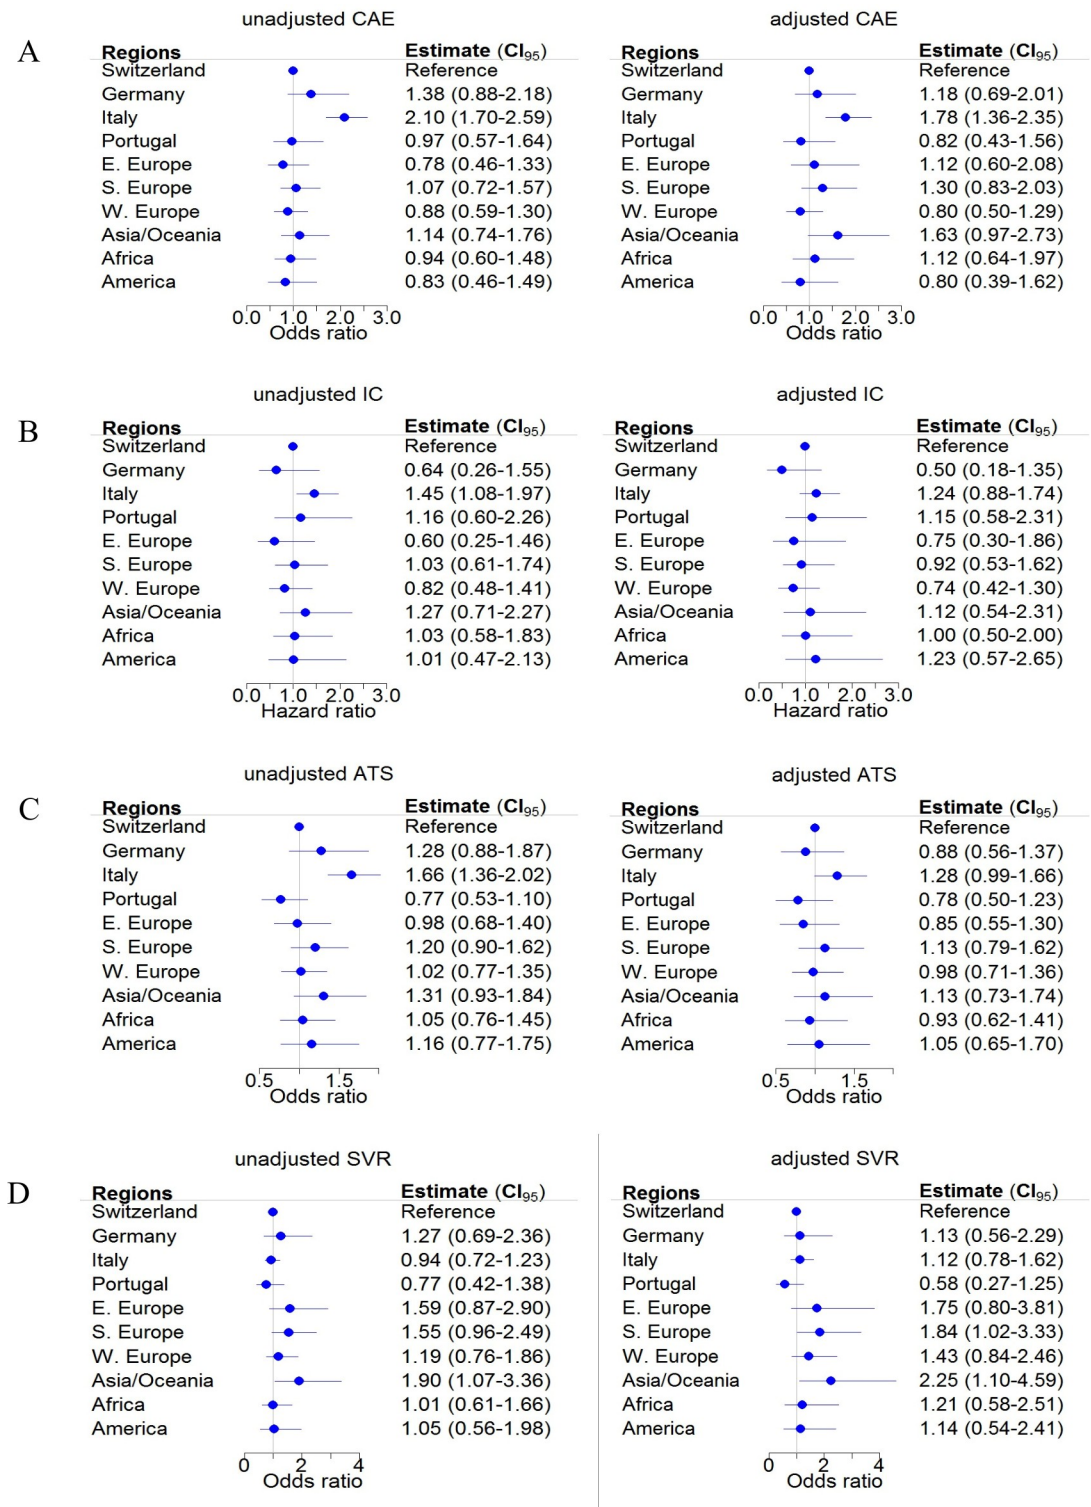 unadjusted CAE
A
Regions Estimate (CI95)
Switzerland Reference
Germany 1.38 (0.88-2.18)
Italy 2.10 (1.70-2.59)
Portugal 0.97 (0.57-1.64)
E. Europe 0.78 (0.46-1.33)
S. Europe 1.07 (0.72-1.57)
W. Europe 0.88 (0.59-1.30)
Asia/Oceania 1.14 (0.74-1.76)
Africa 0.94 (0.60-1.48)
America 0.83 (0.46-1.49)
0.0 1.0 2.0 3.0
Odds ratio
adjusted CAE
Regions Estimate (CI95)
Switzerland Reference
Germany 1.18 (0.69-2.01)
Italy 1.78 (1.36-2.35)
Portugal 0.82 (0.43-1.56)
E. Europe 1.12 (0.60-2.08)
S. Europe 1.30 (0.83-2.03)
W. Europe 0.80 (0.50-1.29)
Asia/Oceania 1.63 (0.97-2.73)
Africa 1.12 (0.64-1.97)
America 0.80 (0.39-1.62)
0.0 1.0 2.0 3.0
Odds ratio
unadjusted IC
B
Regions Estimate (CI95)
Switzerland Reference
Germany 0.64 (0.26-1.55)
Italy 1.45 (1.08-1.97)
Portugal 1.16 (0.60-2.26)
E. Europe 0.60 (0.25-1.46)
S. Europe 1.03 (0.61-1.74)
W. Europe 0.82 (0.48-1.41)
Asia/Oceania 1.27 (0.71-2.27)
Africa 1.03 (0.58-1.83)
America 1.01 (0.47-2.13)
0.0 1.0 2.0 3.0
Hazard ratio
adjusted IC
Regions Estimate (CI95)
Switzerland Reference
Germany 0.50 (0.18-1.35)
Italy 1.24 (0.88-1.74)
Portugal 1.15 (0.58-2.31)
E. Europe 0.75 (0.30-1.86)
S. Europe 0.92 (0.53-1.62)
W. Europe 0.74 (0.42-1.30)
Asia/Oceania 1.12 (0.54-2.31)
Africa 1.00 (0.50-2.00)
America 1.23 (0.57-2.65)
0.0 1.0 2.0 3.0
Hazard ratio
unadjusted ATS
C
Regions Estimate (CI95)
Switzerland Reference
Germany 1.28 (0.88-1.87)
Italy 1.66 (1.36-2.02)
Portugal 0.77 (0.53-1.10)
E. Europe 0.98 (0.68-1.40)
S. Europe 1.20 (0.90-1.62)
W. Europe 1.02 (0.77-1.35)
Asia/Oceania 1.31 (0.93-1.84)
Africa 1.05 (0.76-1.45)
America 1.16 (0.77-1.75)
0.5 1.5
Odds ratio
adjusted ATS
Regions Estimate (CI95)
Switzerland Reference
Germany 0.88 (0.56-1.37)
Italy 1.28 (0.99-1.66)
Portugal 0.78 (0.50-1.23)
E. Europe 0.85 (0.55-1.30)
S. Europe 1.13 (0.79-1.62)
W. Europe 0.98 (0.71-1.36)
Asia/Oceania 1.13 (0.73-1.74)
Africa 0.93 (0.62-1.41)
America 1.05 (0.65-1.70)
0.5 1.5
Odds ratio
unadjusted SVR
D
Regions Estimate (CI95)
Switzerland Reference
Germany 1.27 (0.69-2.36)
Italy 0.94 (0.72-1.23)
Portugal 0.77 (0.42-1.38)
E. Europe 1.59 (0.87-2.90)
S. Europe 1.55 (0.96-2.49)
W. Europe 1.19 (0.76-1.86)
Asia/Oceania 1.90 (1.07-3.36)
Africa 1.01 (0.61-1.66)
America 1.05 (0.56-1.98)
0 2 4
Odds ratio
adjusted SVR
Regions Estimate (CI95)
Switzerland Reference
Germany 1.13 (0.56-2.29)
Italy 1.12 (0.78-1.62)
Portugal 0.58 (0.27-1.25)
E. Europe 1.75 (0.80-3.81)
S. Europe 1.84 (1.02-3.33)
W. Europe 1.43 (0.84-2.46)
Asia/Oceania 2.25 (1.10-4.59)
Africa 1.21 (0.58-2.51)
America 1.14 (0.54-2.41)
0 2 4
Odds ratio